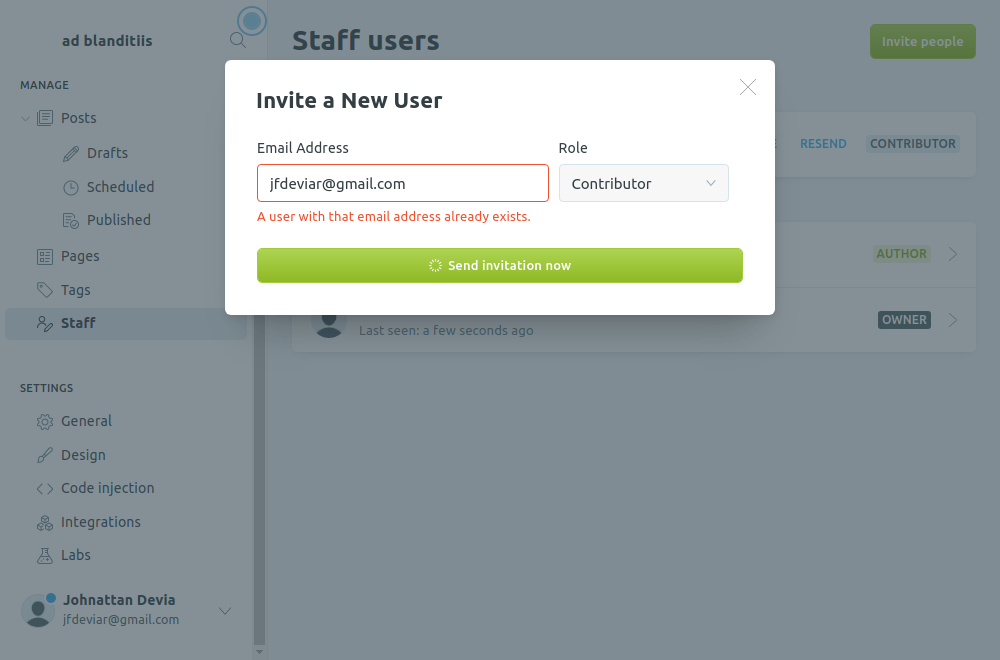 ad blanditiis
MANAGE
Posts
Drafts
Scheduled
Published
Pages
Tags
Staff
SETTINGS
General
Design
Code injection
Integrations
Labs
Johnattan Devia
jfdeviar@gmail.com
Staff users
Invite people
Invite a New User
Email Address
Role
jfdeviar@gmail.com
Contributor
A user with that email address already exists.
Send invitation now
RESEND
CONTRIBUTOR
AUTHOR
Last seen: a few seconds ago
OWNER